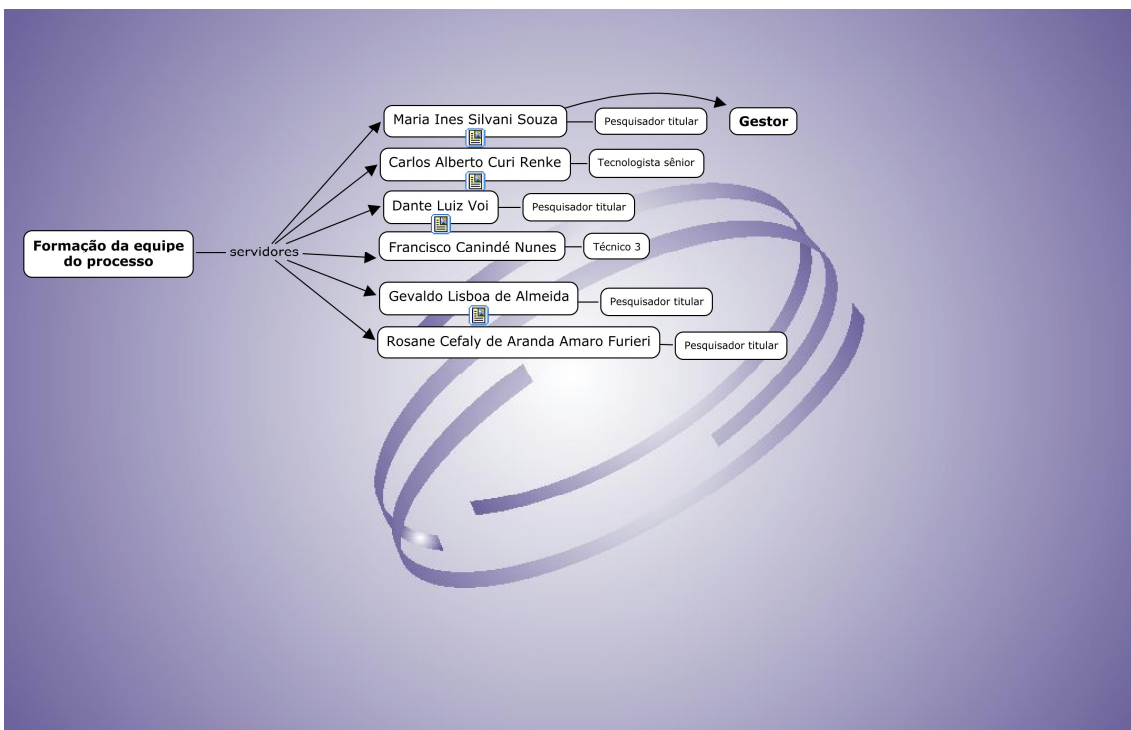 Formação da equipe
do processo
servidores
Maria Ines Silvani Souza
Pesquisador titular
Gestor
Carlos Alberto Curi Renke
Tecnologista sênior
Dante Luiz Voi
Pesquisador titular
Francisco Canindé Nunes
Técnico 3
Gevaldo Lisboa de Almeida
Pesquisador titular
Rosane Cefaly de Aranda Amaro Furieri
Pesquisador titular